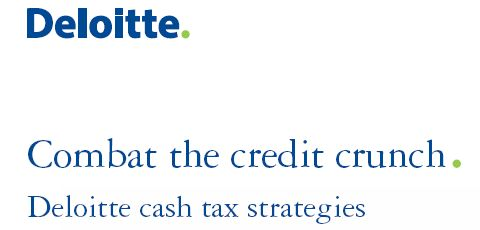 Deloitte.
Combat the credit crunch.
Deloitte cash tax strategies